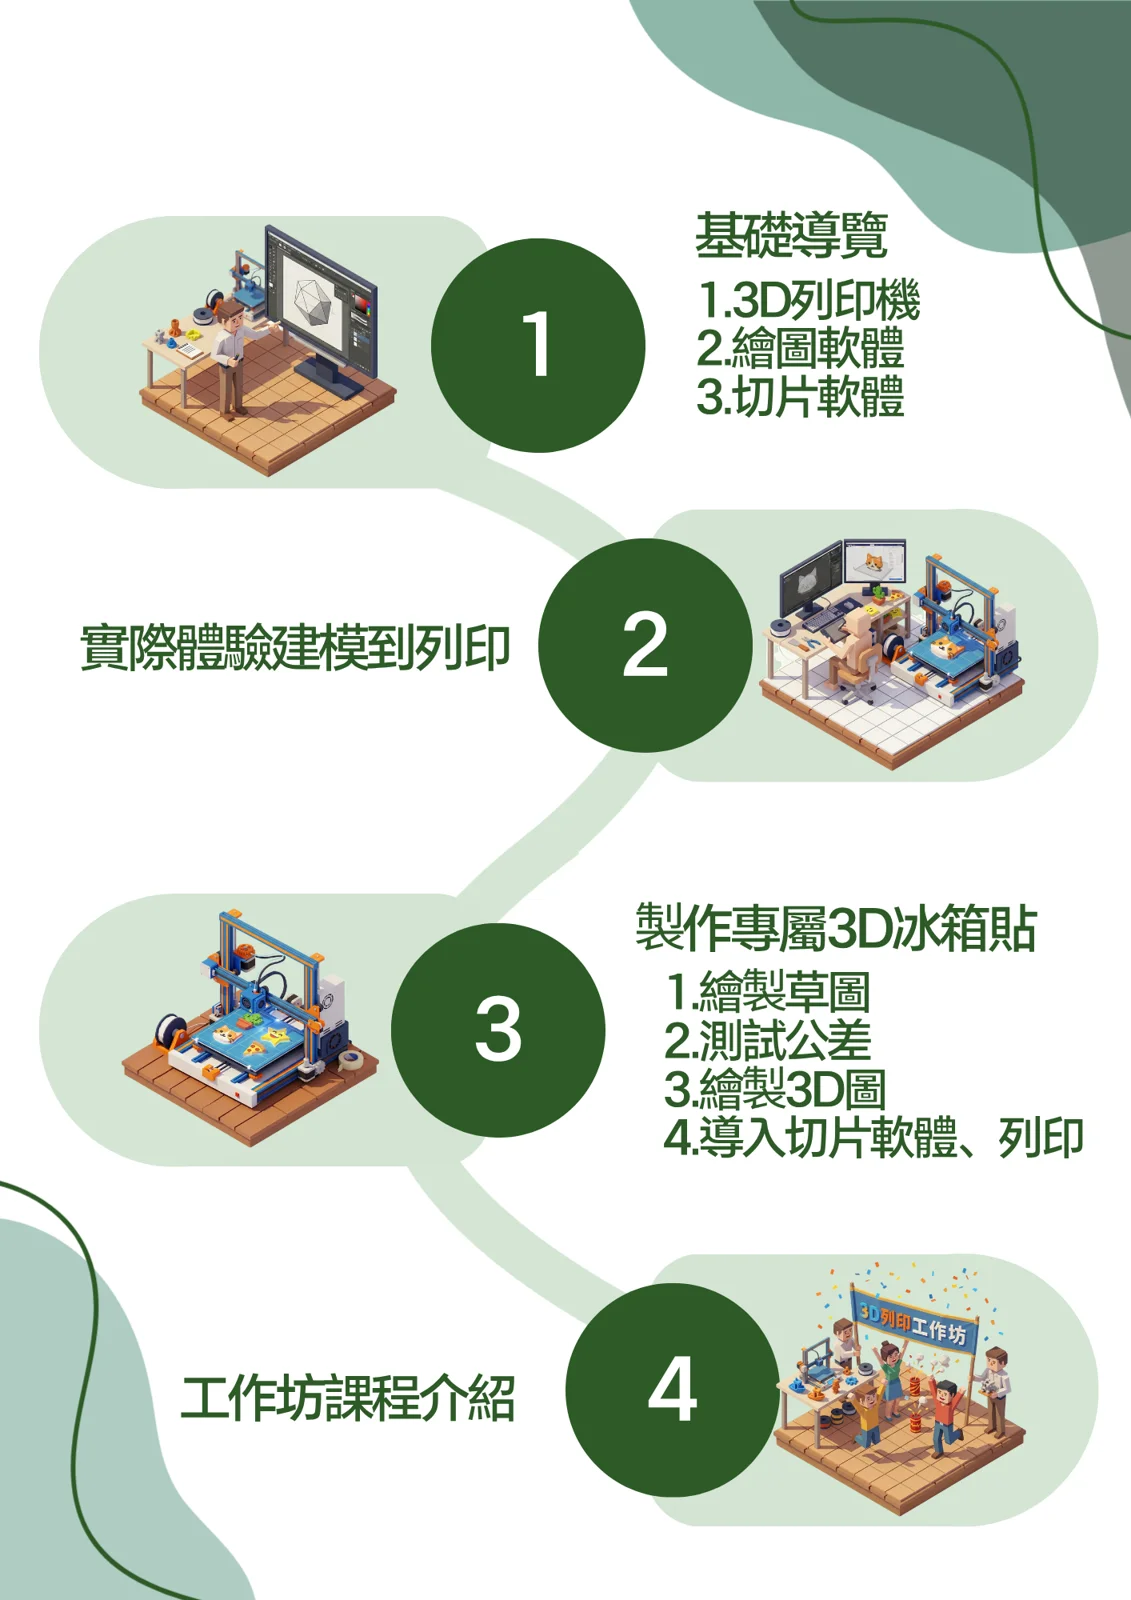 基礎導覽
1.3D列印機
2.繪圖軟體
3.切片軟體
1
實際體驗建模到列印
2
製作專屬3D冰箱貼
1.繪製草圖
2.測試公差
3.繪製3D圖
4.導入切片軟體、列印
3
3D列印工作坊
工作坊課程介紹
4